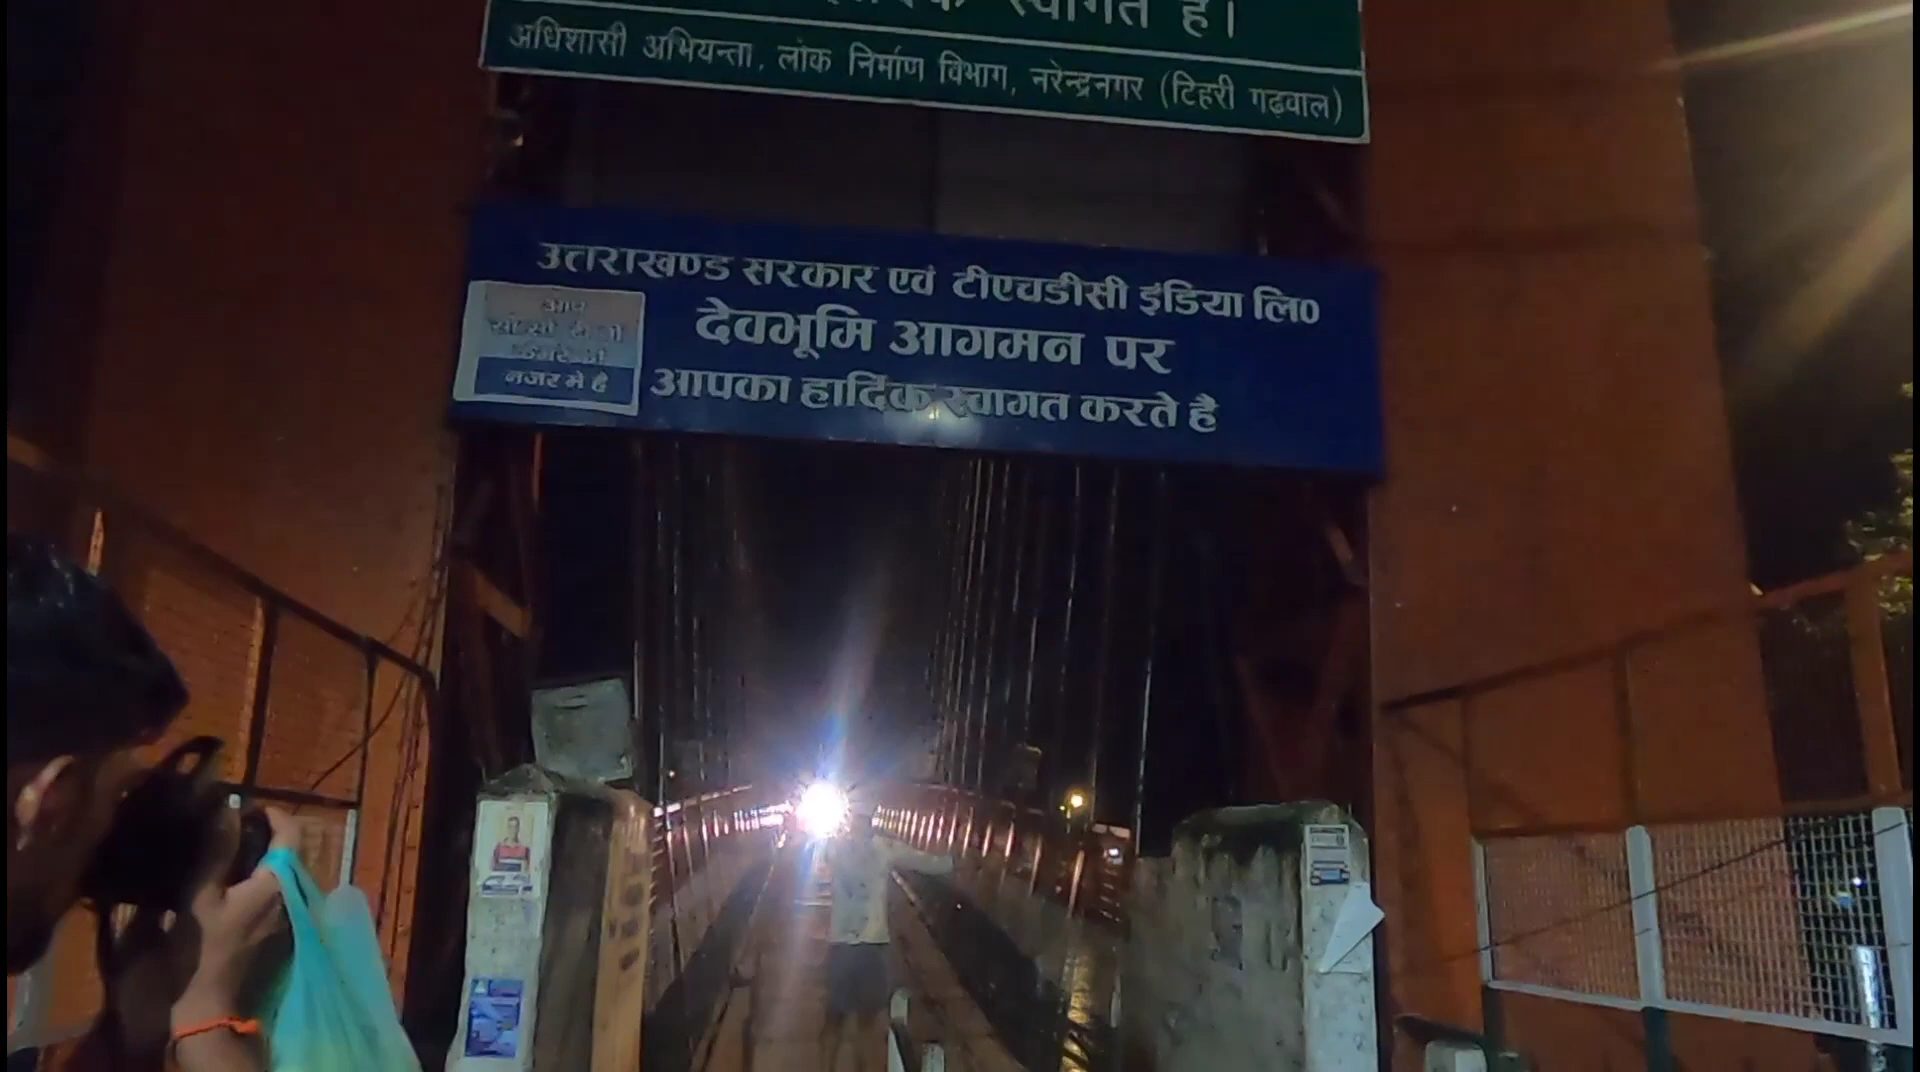 स्वागत है।
अधिशासी अभियन्ता, लोक निर्माण विभाग, नरेन्द्रनगर (टिहरी गढ़वाल)
उत्तराखण्ड सरकार एवं टीएचडीसी इंडिया लि०
देवभूमि आगमन पर
आपका हार्दिक स्वागत करते है
आप
नजर मे है